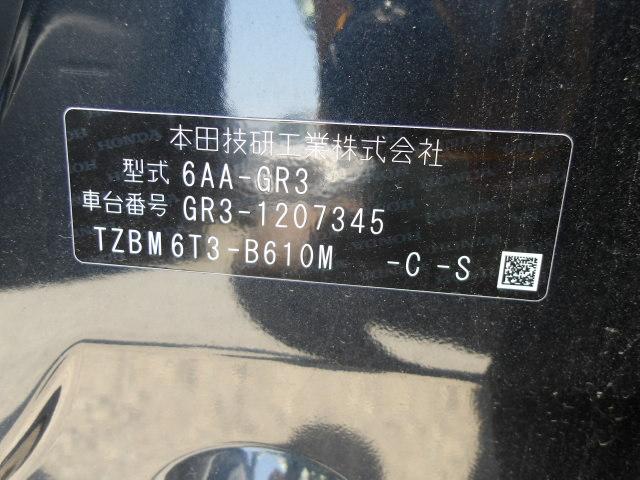 本田技研工業株式会社
型式 6AA-GR3
車台番号 GR3-1207345
TZBM6T3-B610M -C -S